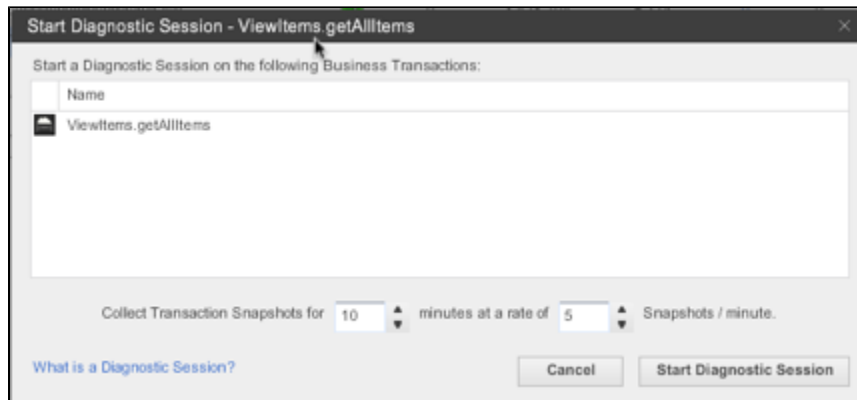 Start Diagnostic Session - ViewItems.getAllItems
Start a Diagnostic Session on the following Business Transactions:
Name
ViewItems.getAllItems
Collect Transaction Snapshots for 10 minutes at a rate of 5 Snapshots / minute.
What is a Diagnostic Session?
Cancel Start Diagnostic Session